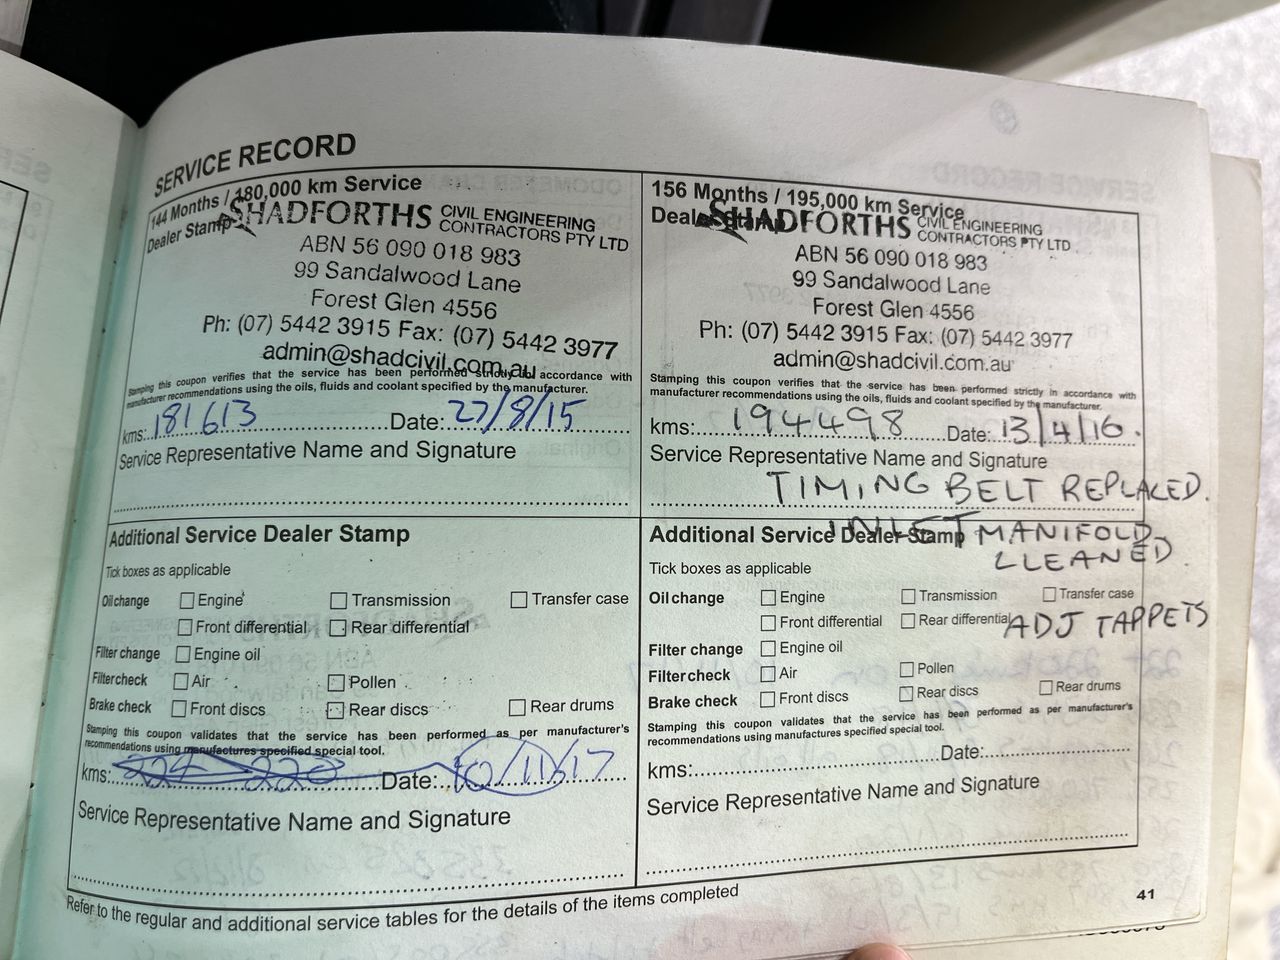 SERVICE RECORD
144 Months / 180,000 km Service
Dealer Stamp
SHADFORTHS CIVIL ENGINEERING CONTRACTORS PTY LTD
ABN 56 090 018 983
99 Sandalwood Lane
Forest Glen 4556
Ph: (07) 5442 3915 Fax: (07) 5442 3977
admin@shadcivil.com.au
Stamping this coupon verifies that the service has been performed strictly in accordance with
manufacturer recommendations using the oils, fluids and coolant specified by the manufacturer.
kms: 181613 Date: 27/8/15
Service Representative Name and Signature
Additional Service Dealer Stamp
Tick boxes as applicable
Oil change Engine Transmission Transfer case
Front differential Rear differential
Filter change Engine oil
Filter check Air Pollen
Brake check Front discs Rear discs Rear drums
Stamping this coupon validates that the service has been performed as per manufacturer's
recommendations using manufactures specified special tool.
kms: Date: 10/11/17
Service Representative Name and Signature
156 Months / 195,000 km Service
Dealer Stamp
SHADFORTHS CIVIL ENGINEERING CONTRACTORS PTY LTD
ABN 56 090 018 983
99 Sandalwood Lane
Forest Glen 4556
Ph: (07) 5442 3915 Fax: (07) 5442 3977
admin@shadcivil.com.au
Stamping this coupon verifies that the service has been performed strictly in accordance with
manufacturer recommendations using the oils, fluids and coolant specified by the manufacturer.
kms: 194498 Date: 13/4/16.
Service Representative Name and Signature
TIMING BELT REPLACED.
Additional Service Dealer Stamp
INLET MANIFOLD
CLEANED.
Tick boxes as applicable
Oil change Engine Transmission Transfer case
Front differential Rear differential
ADJ TAPPETS
Filter change Engine oil
Filter check Air Pollen
Brake check Front discs Rear discs Rear drums
Stamping this coupon validates that the service has been performed as per manufacturer's
recommendations using manufactures specified special tool.
kms: Date:
Service Representative Name and Signature
Refer to the regular and additional service tables for the details of the items completed
41